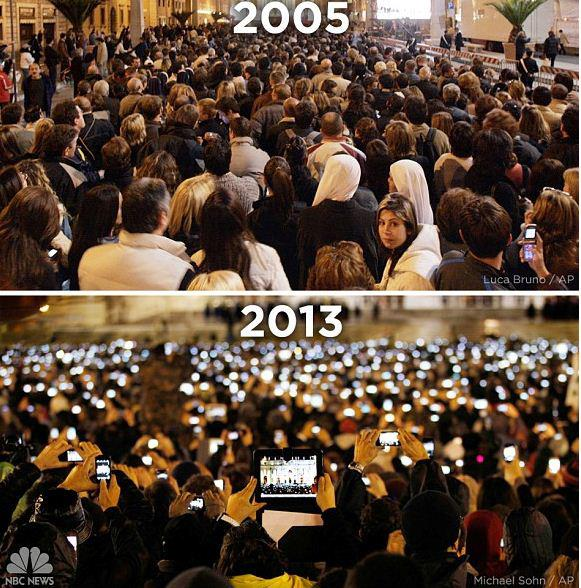 2005
Luca Bruno / AP
2013
NBC NEWS
Michael Sohn / AP